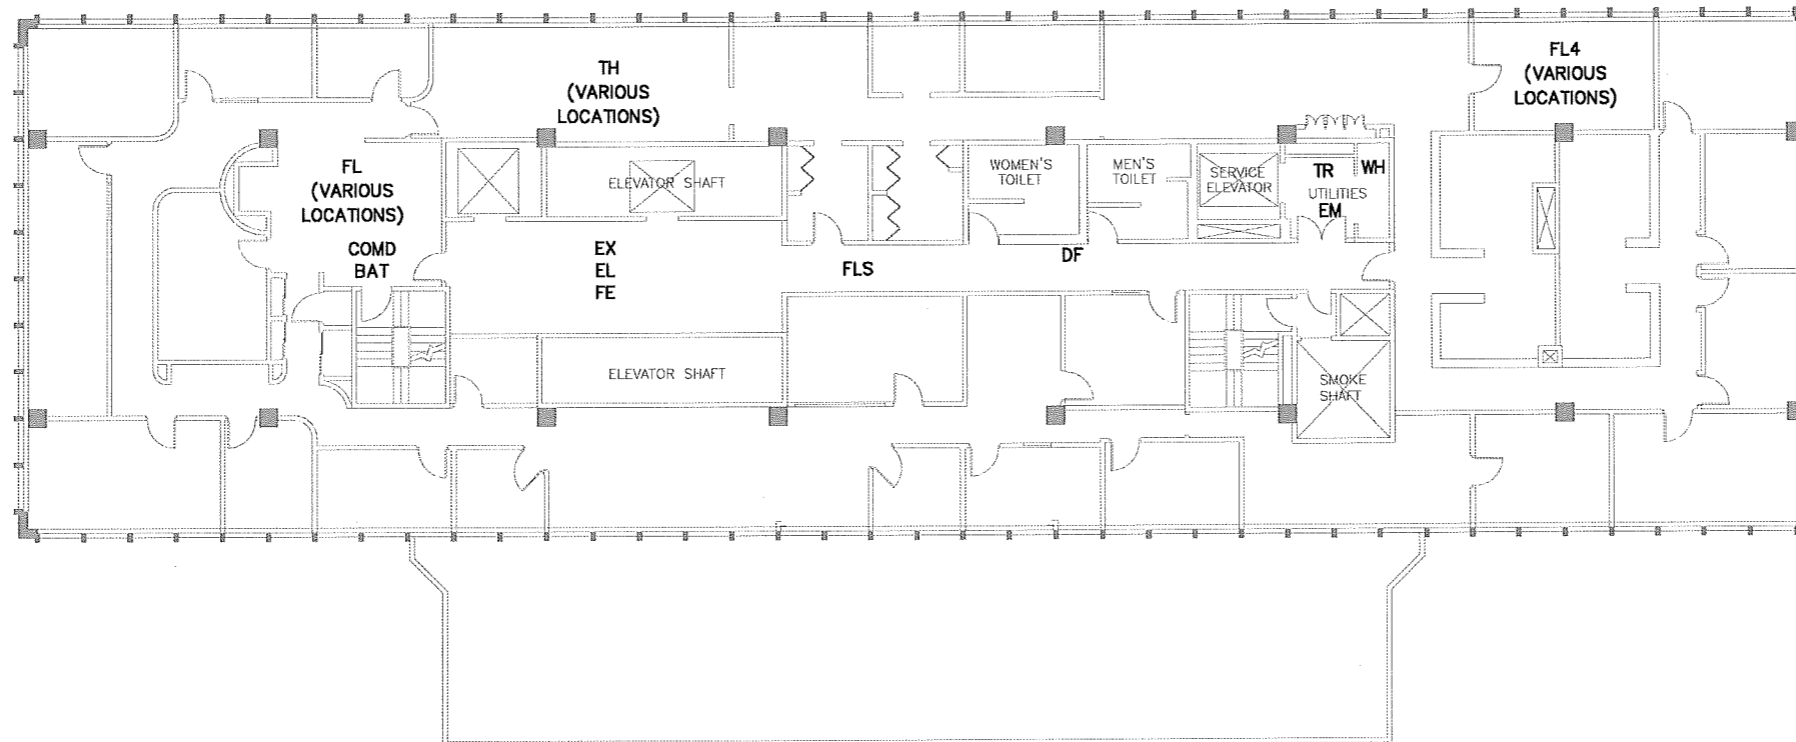 FL4
(VARIOUS
LOCATIONS)
TH
(VARIOUS
LOCATIONS)
FL
(VARIOUS
LOCATIONS)
COMD
BAT
ELEVATOR SHAFT
WOMEN'S
TOILET
MEN'S
TOILET
SERVICE
ELEVATOR
TR
WH
UTILITIES
EM
EX
EL
FE
FLS
DF
ELEVATOR SHAFT
SMOKE
SHAFT